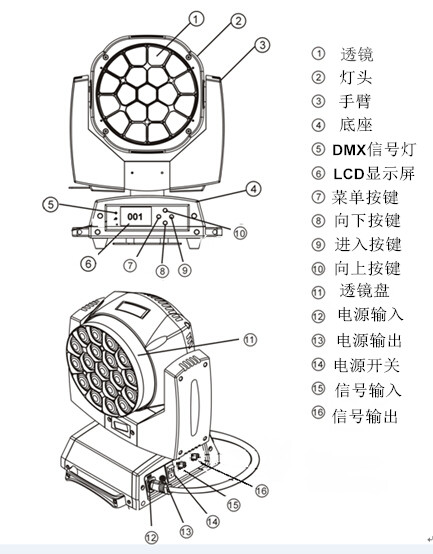 ①
②
③
④
⑤
001
⑩
⑥
⑦
⑧
⑨
⑪
⑯
⑮
⑭
⑬
⑫
① 透镜
② 灯头
③ 手臂
④ 底座
⑤ DMX信号灯
⑥ LCD显示屏
⑦ 菜单按键
⑧ 向下按键
⑨ 进入按键
⑩ 向上按键
⑪ 透镜盘
⑫ 电源输入
⑬ 电源输出
⑭ 电源开关
⑮ 信号输入
⑯ 信号输出